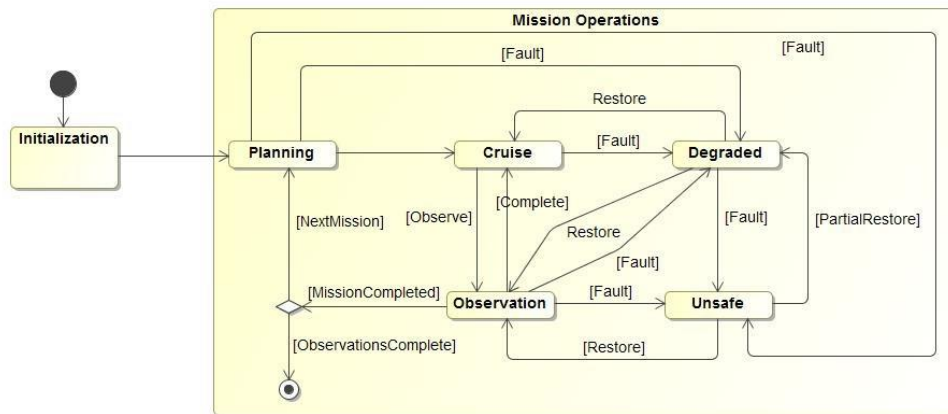 Mission Operations
[Fault]
[Fault]
Restore
Initialization
Planning
Cruise
[Fault]
Degraded
[NextMission]
[Observe]
[Complete]
Restore
[Fault]
[PartialRestore]
[Fault]
[MissionCompleted]
Observation
[Fault]
Unsafe
[ObservationsComplete]
[Restore]